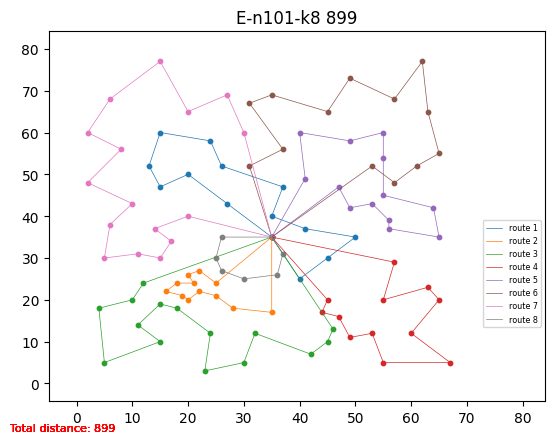 E-n101-k8 899
80
70
60
50
40
30
20
10
0
0 10 20 30 40 50 60 70 80
route 1
route 2
route 3
route 4
route 5
route 6
route 7
route 8
Total distance: 899